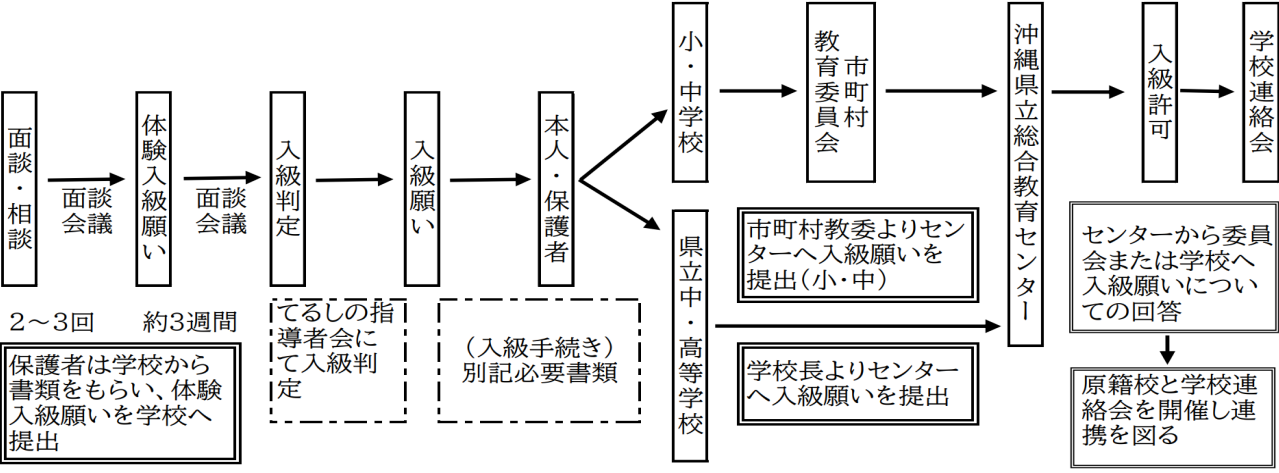 面談・相談
面談
会議
体験入級願い
面談
会議
入級判定
入級願い
本人・保護者
小・中学校
市町村
教育委員会
県立中・高等学校
沖縄県立総合教育センター
入級許可
学校連絡会
2～3回
約3週間
保護者は学校から
書類をもらい、体験
入級願いを学校へ
提出
てるしの指
導者会に
て入級判
定
（入級手続き）
別記必要書類
市町村教委よりセン
ターへ入級願いを
提出（小・中）
学校長よりセンター
へ入級願いを提出
センターから委員
会または学校へ
入級願いについ
ての回答
原籍校と学校連
絡会を開催し連
携を図る